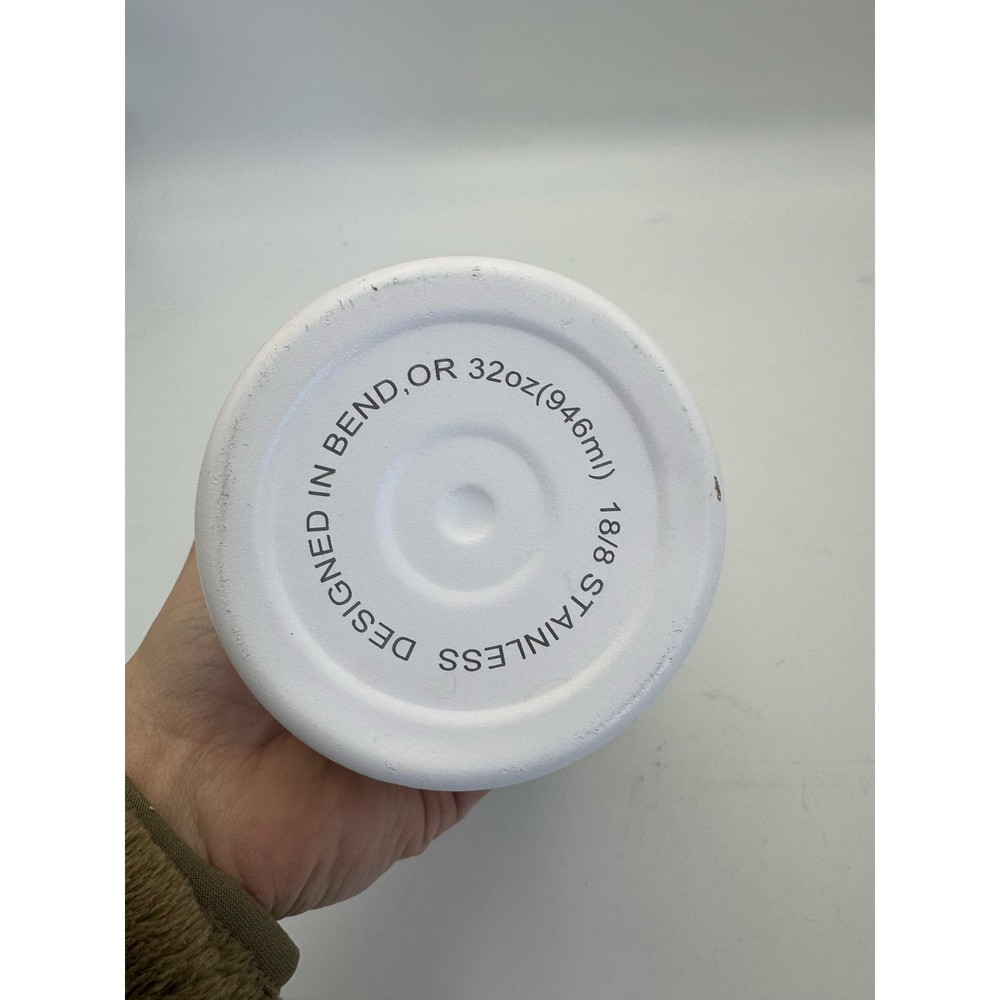 DESIGNED IN BEND,OR 32oz(946ml) 18/8 STAINLESS